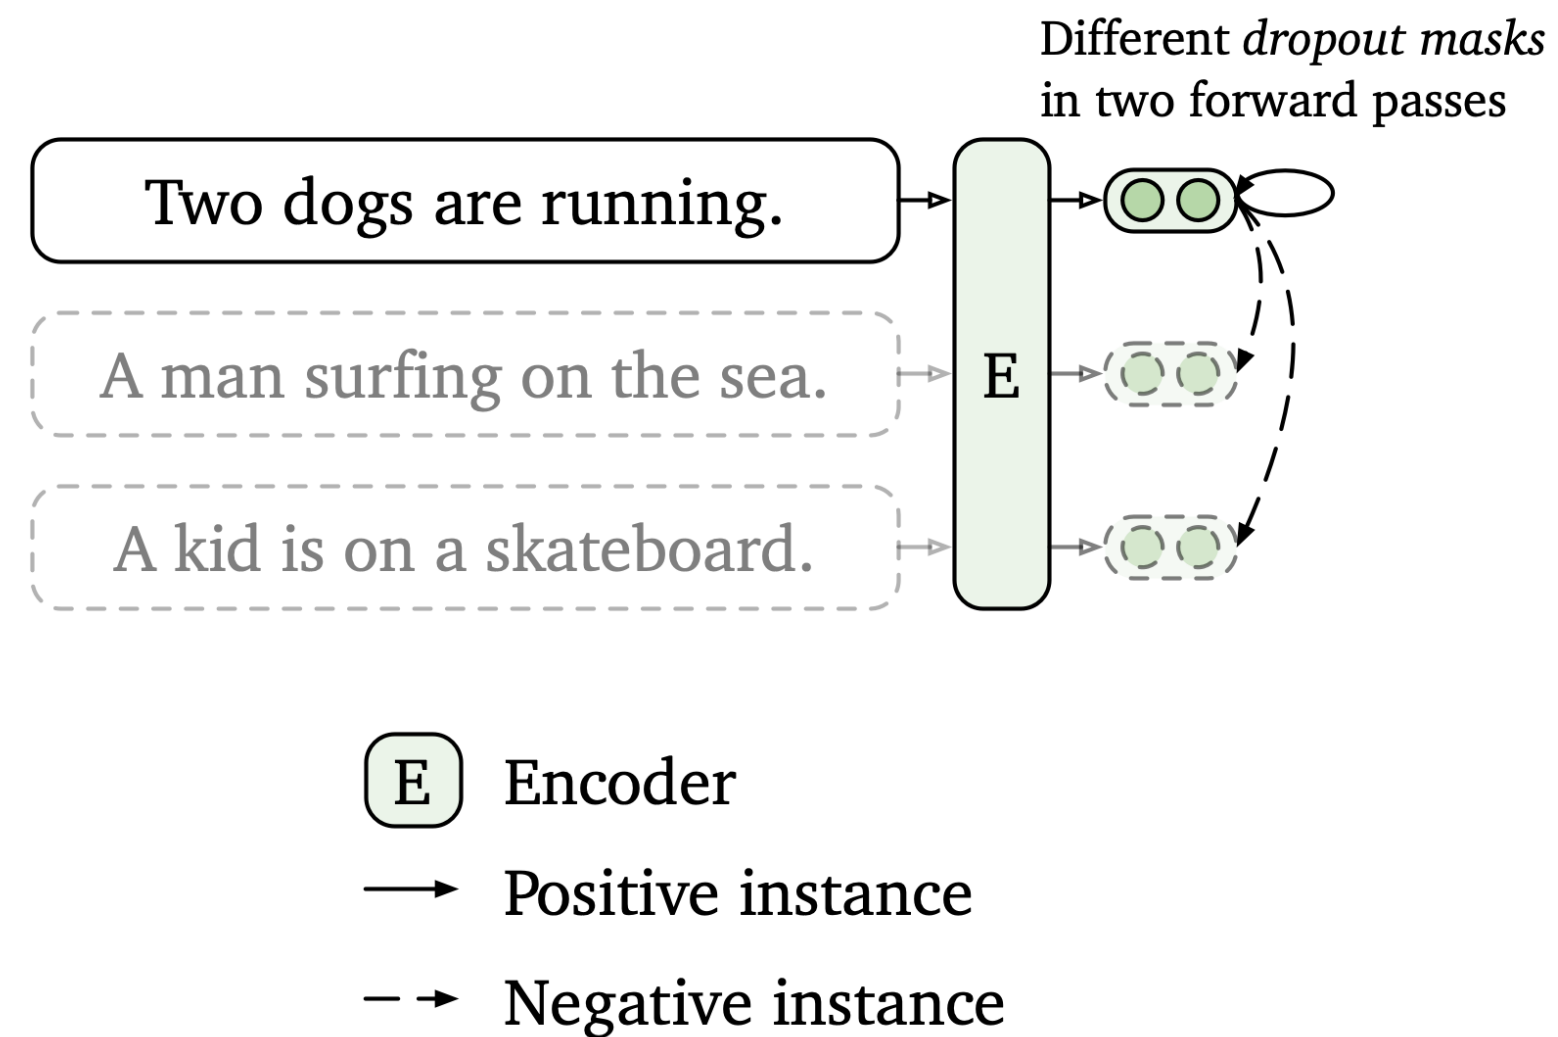 Different dropout masks
in two forward passes
Two dogs are running.
A man surfing on the sea.
E
A kid is on a skateboard.
E Encoder
Positive instance
Negative instance